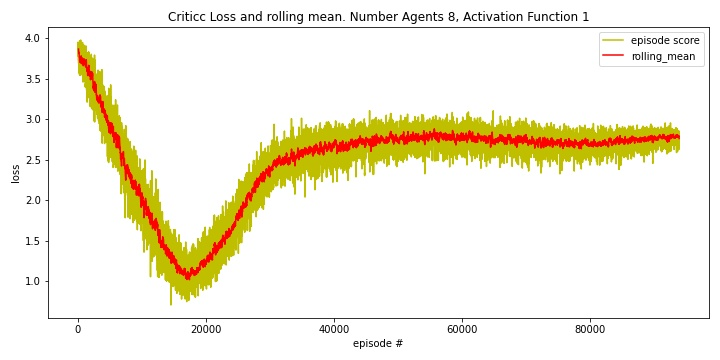 Criticc Loss and rolling mean. Number Agents 8, Activation Function 1
episode score
rolling_mean
4.0
3.5
3.0
2.5
2.0
1.5
1.0
loss
0
20000
40000
60000
80000
episode #